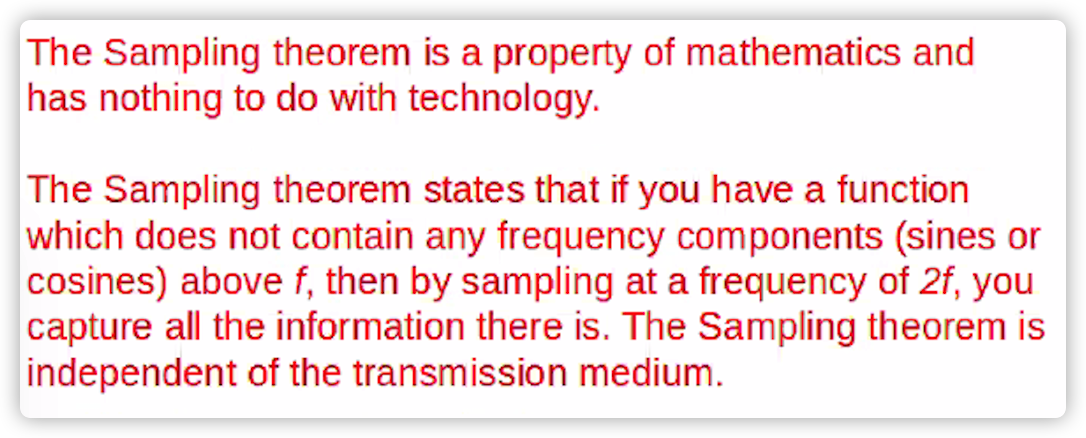 The Sampling theorem is a property of mathematics and
has nothing to do with technology.
The Sampling theorem states that if you have a function
which does not contain any frequency components (sines or
cosines) above f, then by sampling at a frequency of 2f, you
capture all the information there is. The Sampling theorem is
independent of the transmission medium.